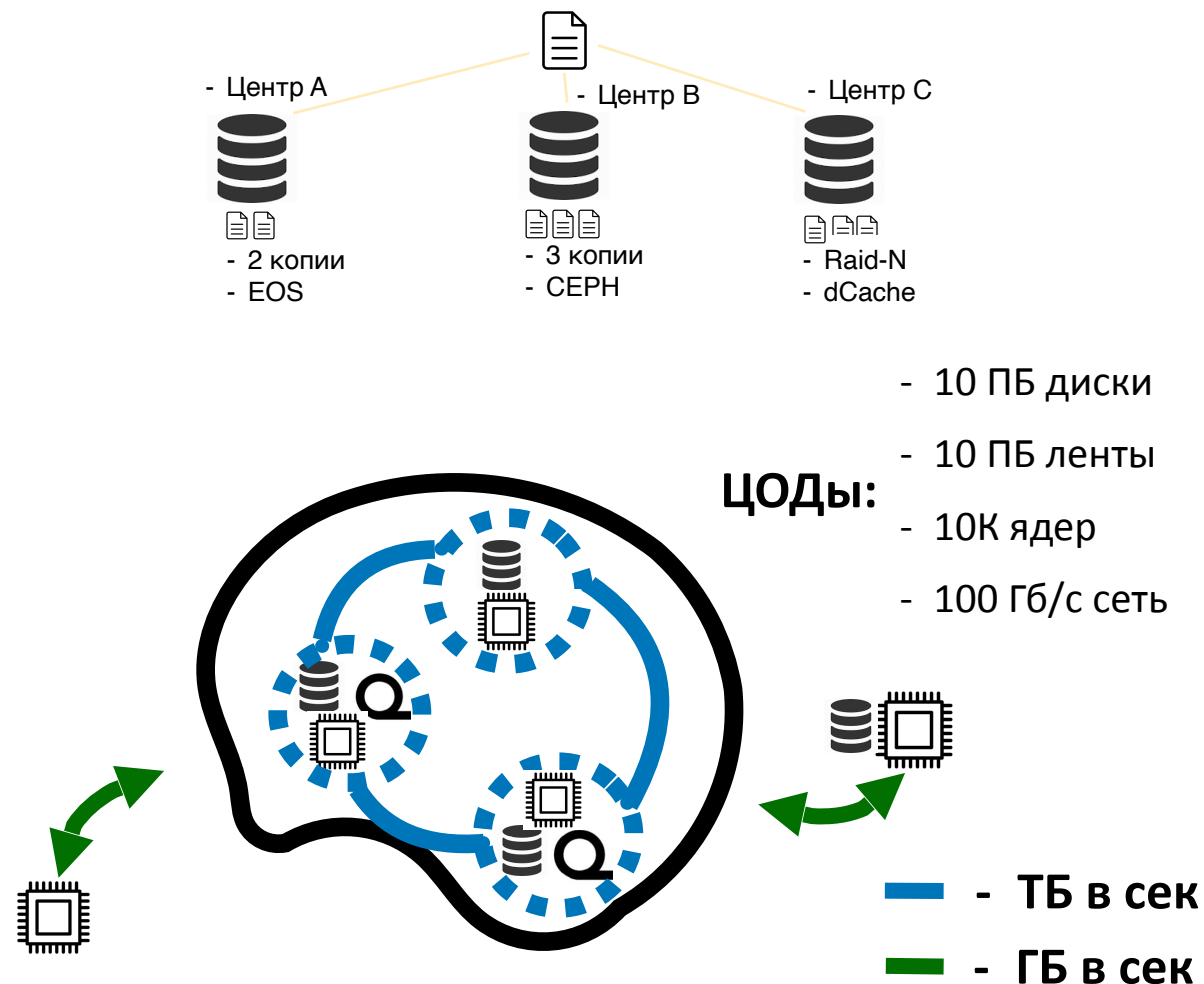 - Центр A
- Центр B
- Центр C
- 2 копии
- EOS
- 3 копии
- CEPH
- Raid-N
- dCache
ЦОДы:
- 10 ПБ диски
- 10 ПБ ленты
- 10К ядер
- 100 Гб/с сеть
- ТБ в сек
- ГБ в сек